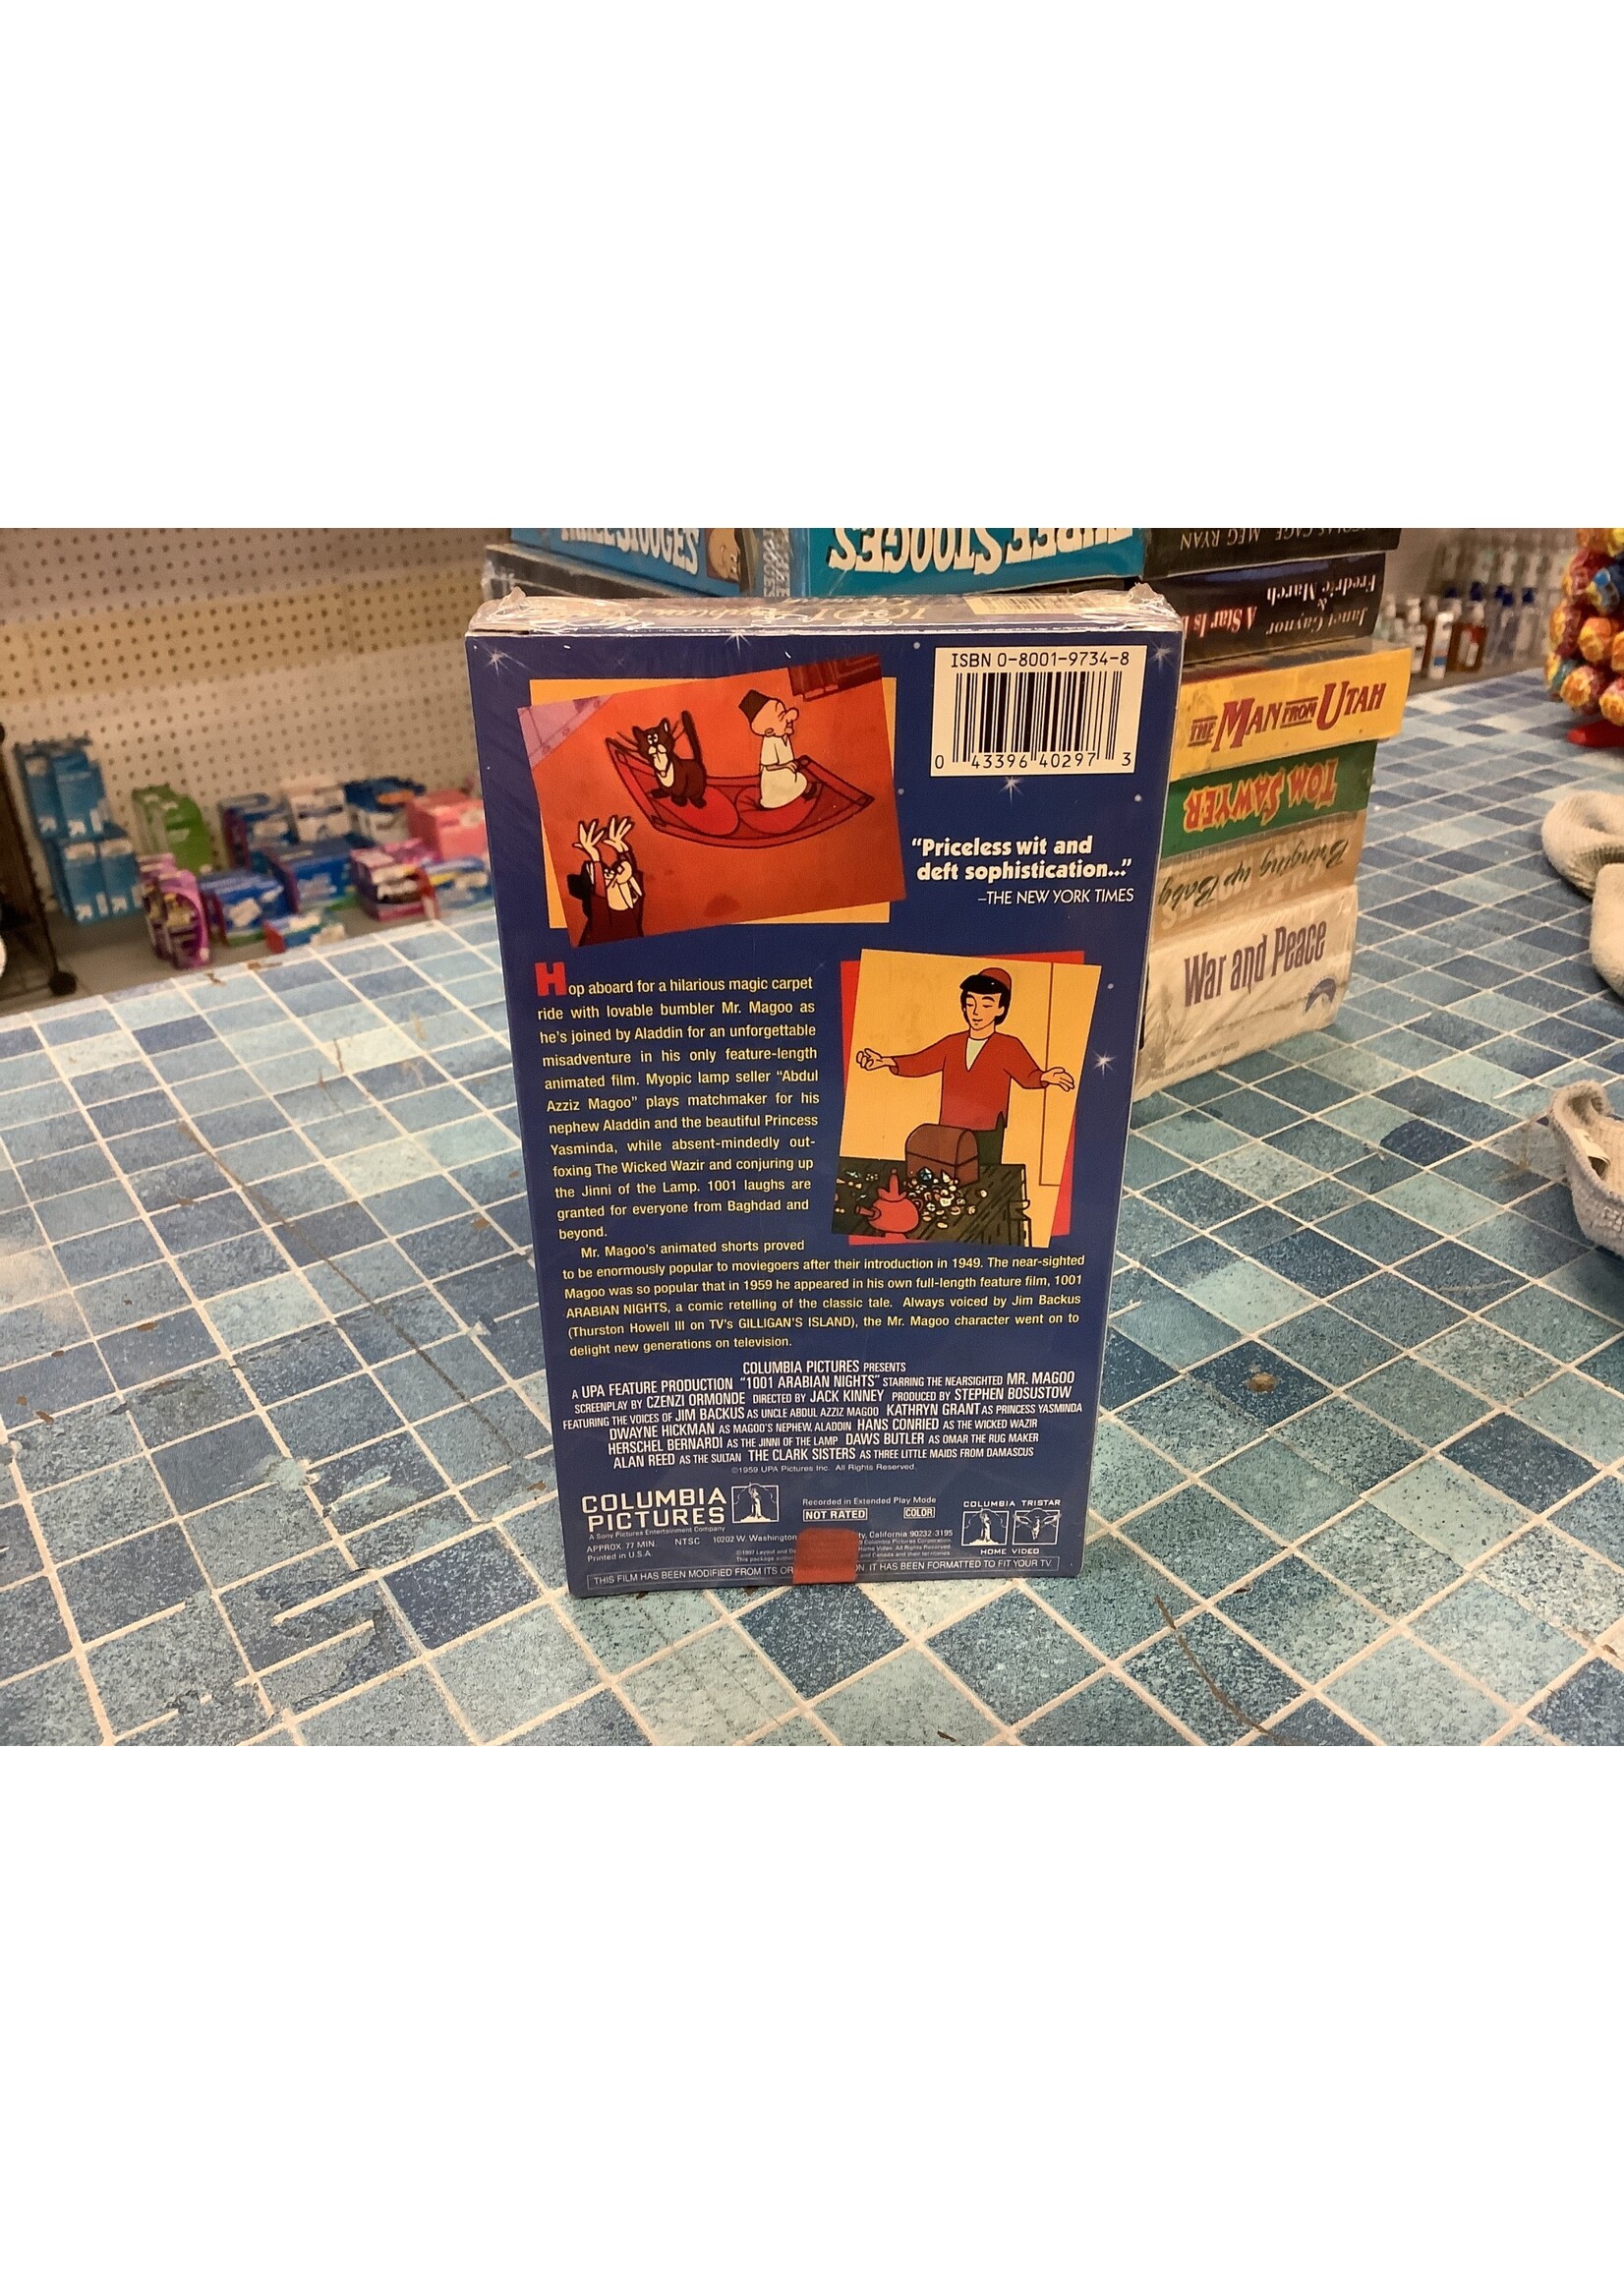 THREE STOOGES
THREE STOOGES
MEG RYAN
Janet Gaynor
&
Fredric March
A Star Is
THE MAN FROM UTAH
TOM SAWYER
Bringing up Baby
War and Peace
ISBN 0-8001-9734-8
0 43396 40297 3
“Priceless wit and
deft sophistication...”
–THE NEW YORK TIMES
Hop aboard for a hilarious magic carpet
ride with lovable bumbler Mr. Magoo as
he's joined by Aladdin for an unforgettable
misadventure in his only feature-length
animated film. Myopic lamp seller “Abdul
Azziz Magoo” plays matchmaker for his
nephew Aladdin and the beautiful Princess
Yasminda, while absent-mindedly out-
foxing The Wicked Wazir and conjuring up
the Jinni of the Lamp. 1001 laughs are
granted for everyone from Baghdad and
beyond.
Mr. Magoo's animated shorts proved
to be enormously popular to moviegoers after their introduction in 1949. The near-sighted
Magoo was so popular that in 1959 he appeared in his own full-length feature film, 1001
ARABIAN NIGHTS, a comic retelling of the classic tale. Always voiced by Jim Backus
(Thurston Howell III on TV's GILLIGAN'S ISLAND), the Mr. Magoo character went on to
delight new generations on television.
COLUMBIA PICTURES PRESENTS
A UPA FEATURE PRODUCTION “1001 ARABIAN NIGHTS” STARRING THE NEARSIGHTED MR. MAGOO
SCREENPLAY BY CZENZI ORMONDE DIRECTED BY JACK KINNEY PRODUCED BY STEPHEN BOSUSTOW
FEATURING THE VOICES OF JIM BACKUS AS UNCLE ABDUL AZZIZ MAGOO KATHRYN GRANT AS PRINCESS YASMINDA
DWAYNE HICKMAN AS MAGOO'S NEPHEW, ALADDIN HANS CONRIED AS THE WICKED WAZIR
HERSCHEL BERNARDI AS THE JINNI OF THE LAMP DAWS BUTLER AS OMAR THE RUG MAKER
ALAN REED AS THE SULTAN THE CLARK SISTERS AS THREE LITTLE MAIDS FROM DAMASCUS
©1959 UPA Pictures Inc. All Rights Reserved.
COLUMBIA
PICTURES
A Sony Pictures Entertainment Company
APPROX. 77 MIN. NTSC
Printed in U.S.A.
Recorded in Extended Play Mode
NOT RATED COLOR
10202 W. Washington ty, California 90232-3195
COLUMBIA TRISTAR
HOME VIDEO
THIS FILM HAS BEEN MODIFIED FROM ITS OR N. IT HAS BEEN FORMATTED TO FIT YOUR TV.